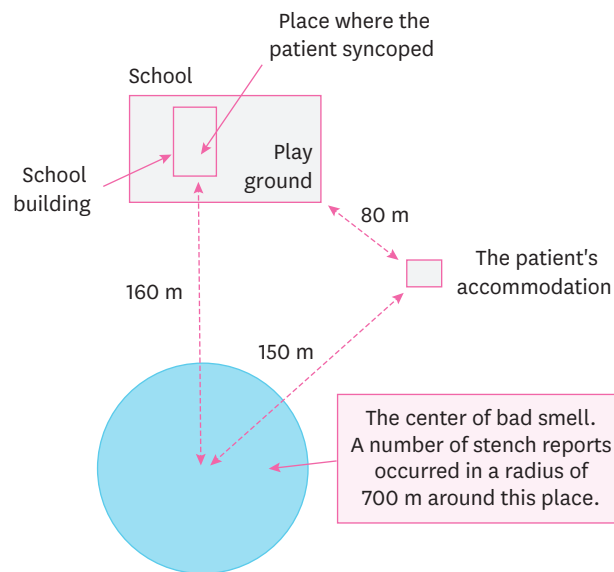 Place where the
patient syncoped
School
School
building
Play
ground
80 m
The patient's
accommodation
160 m
150 m
The center of bad smell.
A number of stench reports
occurred in a radius of
700 m around this place.